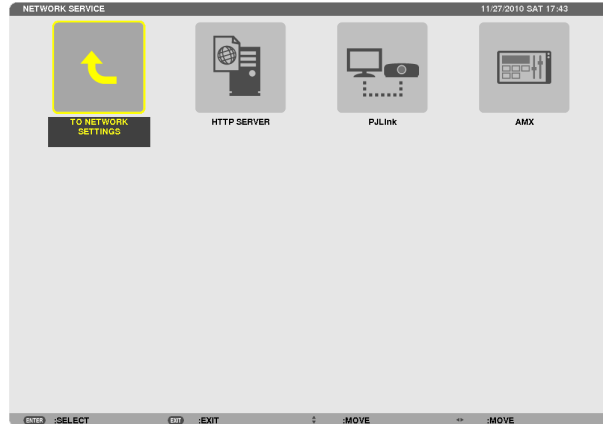 NETWORK SERVICE 11/27/2010 SAT 17:43
TO NETWORK SETTINGS
HTTP SERVER
PJLink
AMX
ENTER :SELECT EXIT :EXIT :MOVE :MOVE